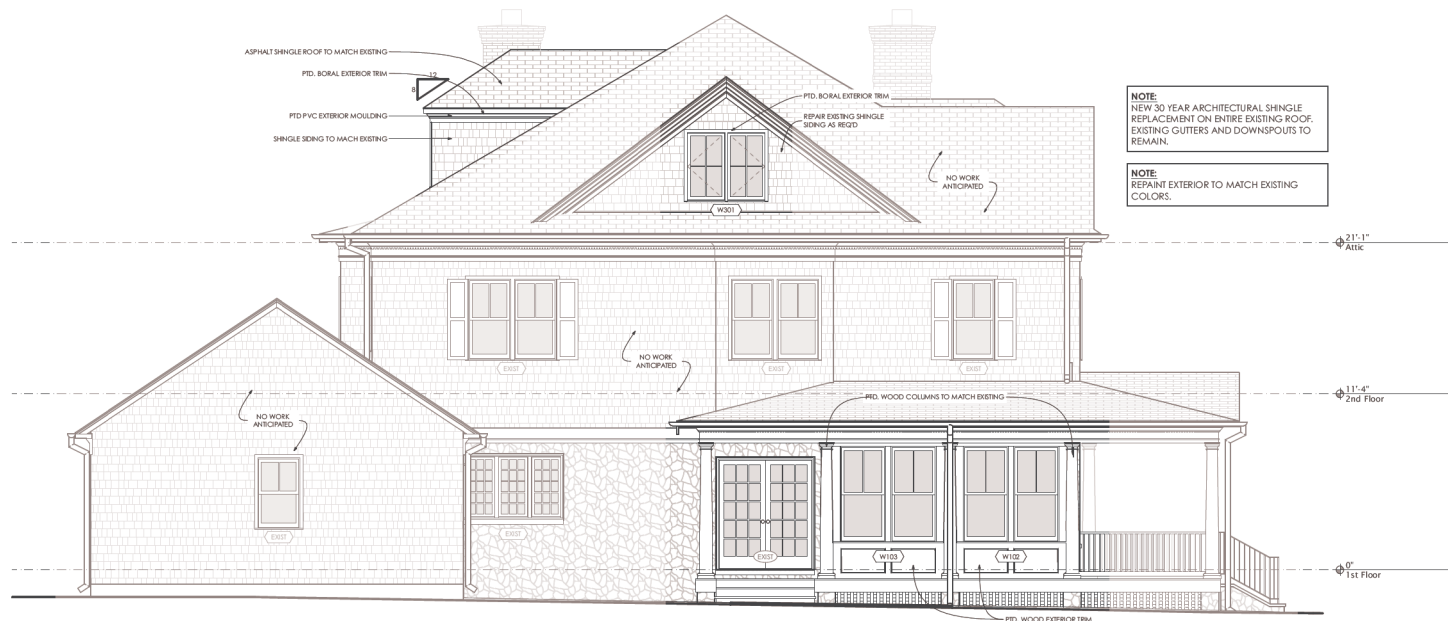 ASPHALT SHINGLE ROOF TO MATCH EXISTING
PTD. BORAL EXTERIOR TRIM
12
8
PTD PVC EXTERIOR MOULDING
SHINGLE SIDING TO MACH EXISTING
PTD. BORAL EXTERIOR TRIM
REPAIR EXISTING SHINGLE
SIDING AS REQ'D
W301
NO WORK
ANTICIPATED
NOTE:
NEW 30 YEAR ARCHITECTURAL SHINGLE
REPLACEMENT ON ENTIRE EXISTING ROOF.
EXISTING GUTTERS AND DOWNSPOUTS TO
REMAIN.
NOTE:
REPAINT EXTERIOR TO MATCH EXISTING
COLORS.
21'-1"
Attic
EXIST
EXIST
EXIST
NO WORK
ANTICIPATED
11'-4"
2nd Floor
PTD. WOOD COLUMNS TO MATCH EXISTING
NO WORK
ANTICIPATED
EXIST
EXIST
EXIST
W103
W102
0"
1st Floor
PTD. WOOD EXTERIOR TRIM